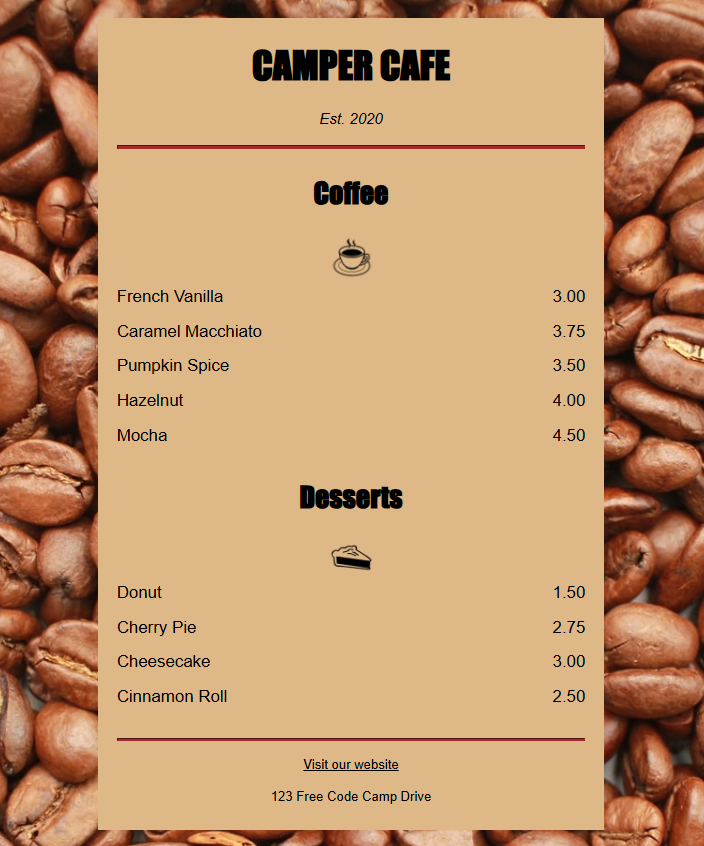 CAMPER CAFE
Est. 2020
Coffee
French Vanilla 3.00
Caramel Macchiato 3.75
Pumpkin Spice 3.50
Hazelnut 4.00
Mocha 4.50
Desserts
Donut 1.50
Cherry Pie 2.75
Cheesecake 3.00
Cinnamon Roll 2.50
Visit our website
123 Free Code Camp Drive